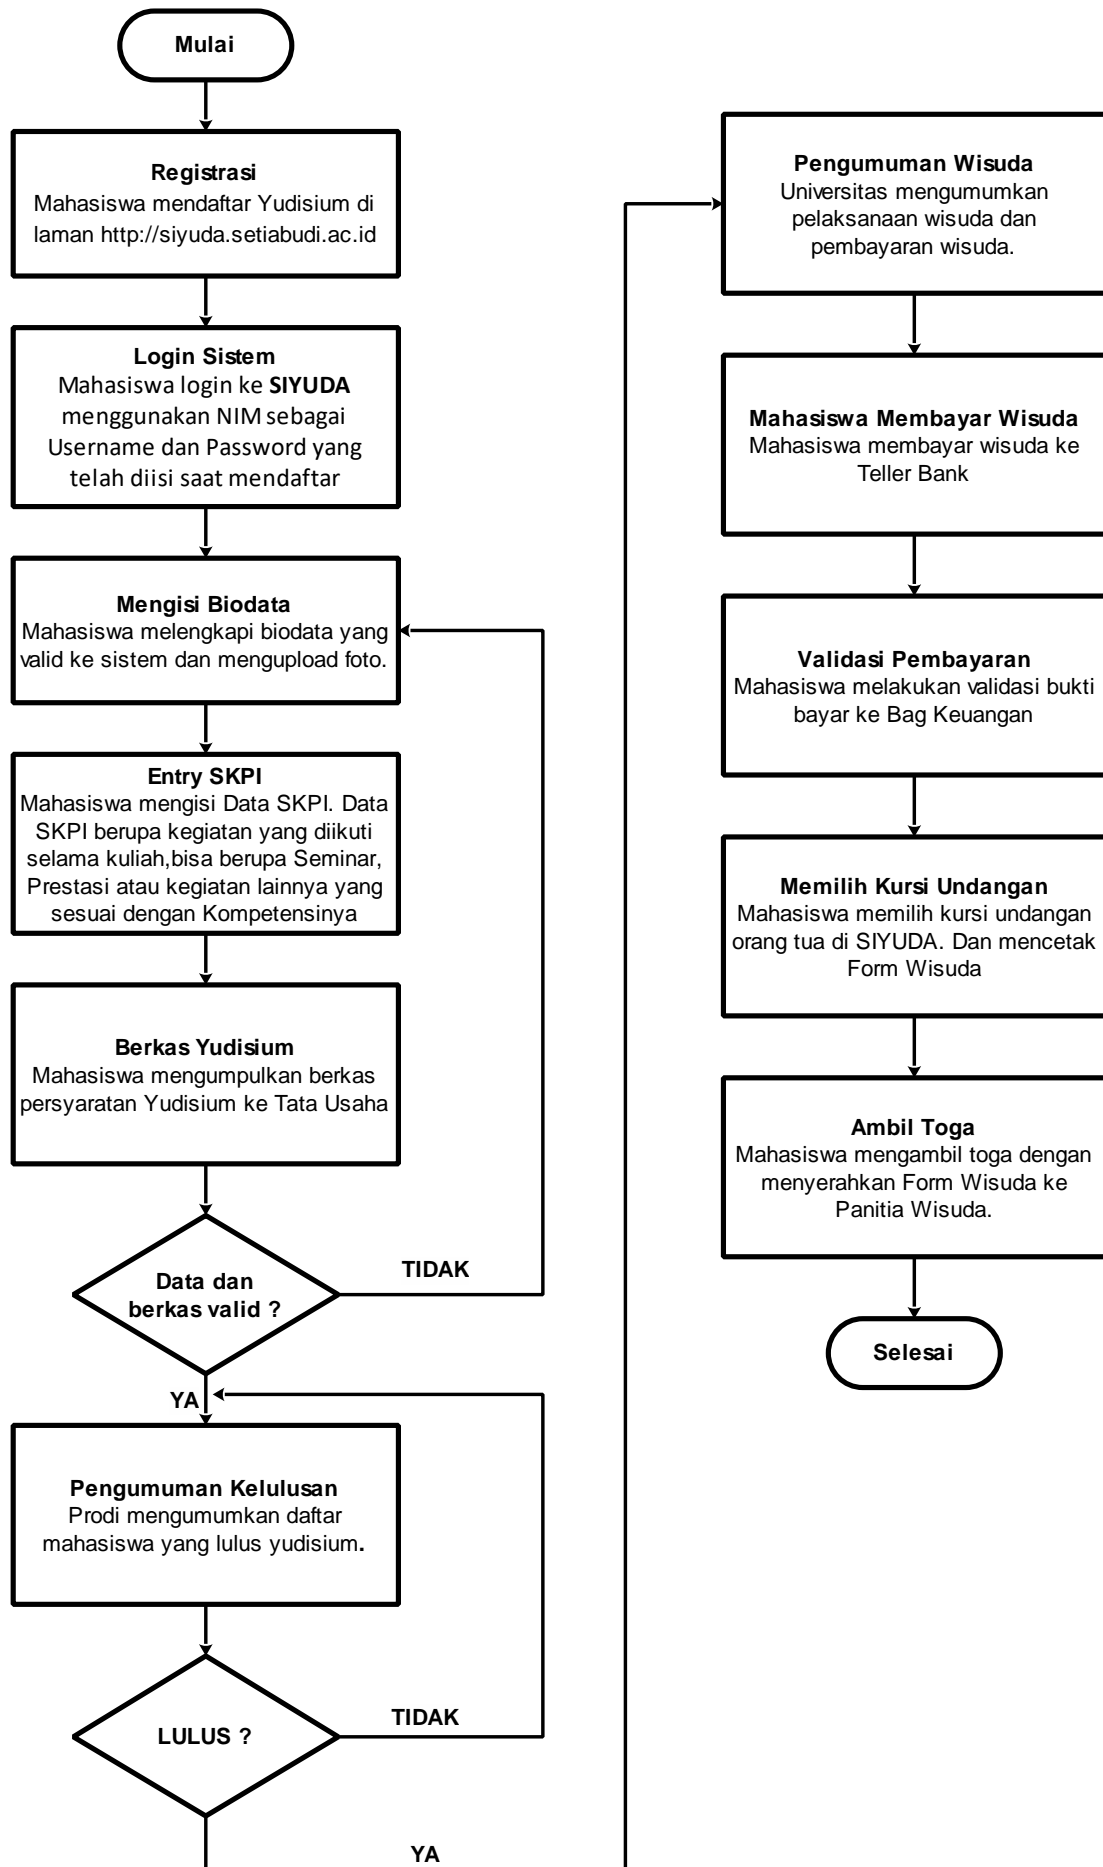 Mulai
Registrasi
Mahasiswa mendaftar Yudisium di
laman http://siyuda.setiabudi.ac.id
Login Sistem
Mahasiswa login ke SIYUDA
menggunakan NIM sebagai
Username dan Password yang
telah diisi saat mendaftar
Mengisi Biodata
Mahasiswa melengkapi biodata yang
valid ke sistem dan mengupload foto.
Entry SKPI
Mahasiswa mengisi Data SKPI. Data
SKPI berupa kegiatan yang diikuti
selama kuliah,bisa berupa Seminar,
Prestasi atau kegiatan lainnya yang
sesuai dengan Kompetensinya
Berkas Yudisium
Mahasiswa mengumpulkan berkas
persyaratan Yudisium ke Tata Usaha
Data dan
berkas valid ?
TIDAK
YA
Pengumuman Kelulusan
Prodi mengumumkan daftar
mahasiswa yang lulus yudisium.
LULUS ?
TIDAK
YA
Pengumuman Wisuda
Universitas mengumumkan
pelaksanaan wisuda dan
pembayaran wisuda.
Mahasiswa Membayar Wisuda
Mahasiswa membayar wisuda ke
Teller Bank
Validasi Pembayaran
Mahasiswa melakukan validasi bukti
bayar ke Bag Keuangan
Memilih Kursi Undangan
Mahasiswa memilih kursi undangan
orang tua di SIYUDA. Dan mencetak
Form Wisuda
Ambil Toga
Mahasiswa mengambil toga dengan
menyerahkan Form Wisuda ke
Panitia Wisuda.
Selesai